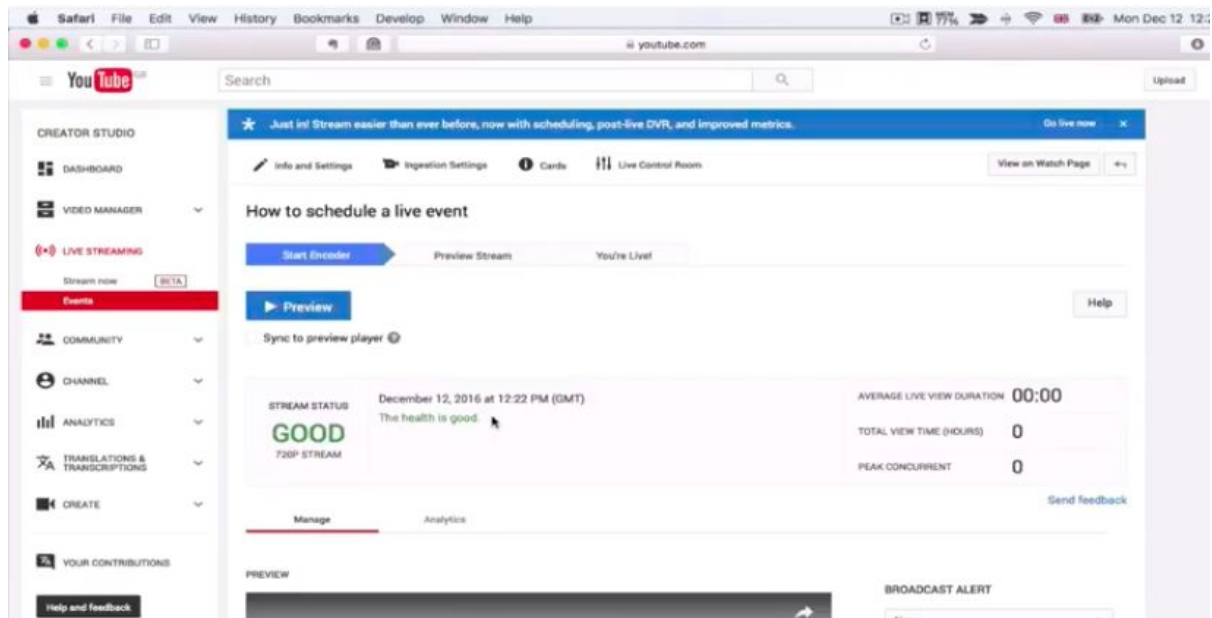 Safari File Edit View History Bookmarks Develop Window Help Mon Dec 12 12:2
youtube.com
YouTube
Search
Upload
CREATOR STUDIO
DASHBOARD
VIDEO MANAGER
LIVE STREAMING
Stream now BETA
Events
COMMUNITY
CHANNEL
ANALYTICS
TRANSLATIONS &
TRANSCRIPTIONS
CREATE
YOUR CONTRIBUTIONS
Help and feedback
Just in! Stream easier than ever before, now with scheduling, post-live DVR, and improved metrics. Go live now
Info and Settings Ingestion Settings Cards Live Control Room View on Watch Page
How to schedule a live event
Start Encoder Preview Stream You're Live!
Preview Help
Sync to preview player
STREAM STATUS
GOOD
720P STREAM
December 12, 2016 at 12:22 PM (GMT)
The health is good.
AVERAGE LIVE VIEW DURATION 00:00
TOTAL VIEW TIME (HOURS) 0
PEAK CONCURRENT 0
Send feedback
Manage Analytics
PREVIEW
BROADCAST ALERT